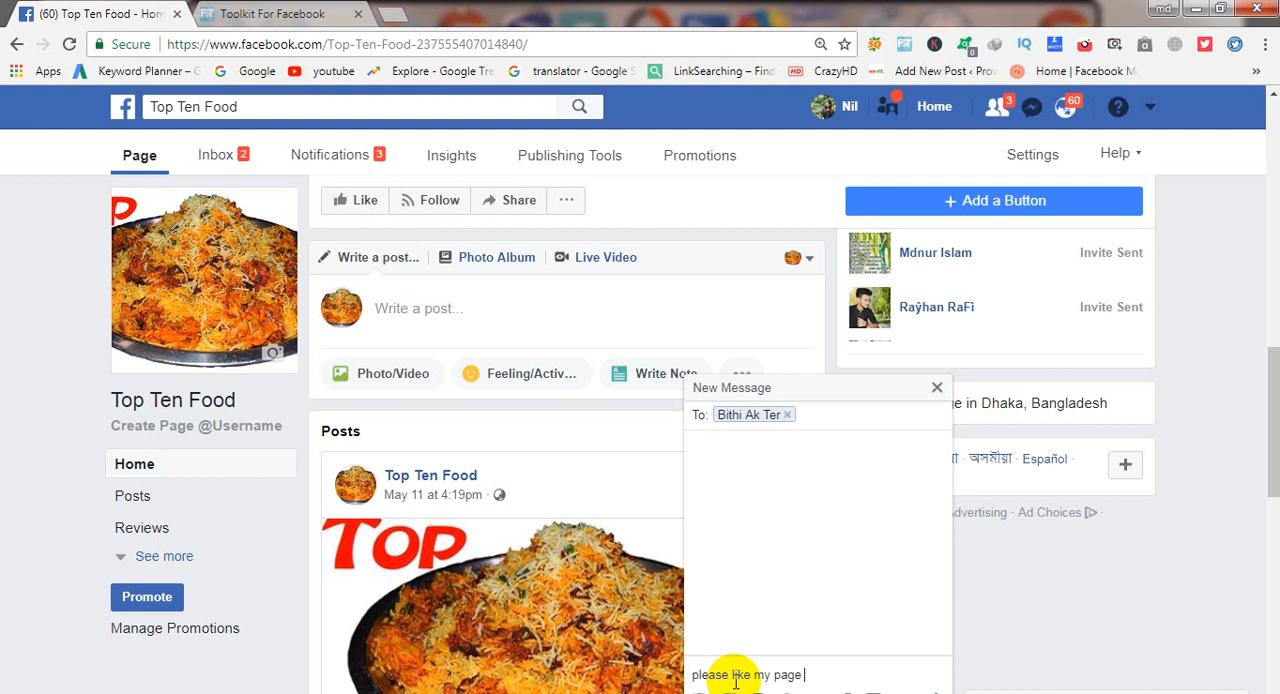 (60) Top Ten Food - Hom
Toolkit For Facebook
md
Secure
https://www.facebook.com/Top-Ten-Food-237555407014840/
Apps
Keyword Planner – G
Google
youtube
Explore - Google Tre
translator - Google S
LinkSearching – Find
CrazyHD
Add New Post ‹ Prov
Home | Facebook M
»
Top Ten Food
Nil
Home
3
60
Page
Inbox 2
Notifications 3
Insights
Publishing Tools
Promotions
Settings
Help
Like
Follow
Share
+ Add a Button
Write a post...
Photo Album
Live Video
Write a post...
Photo/Video
Feeling/Activ...
Write Note
Mdnur Islam
Invite Sent
Raŷhan RaFi
Invite Sent
New Message
To: Bithi Ak Ter
please like my page
e in Dhaka, Bangladesh
অসমীয়া · Español ·
dvertising · Ad Choices
Top Ten Food
Create Page @Username
Home
Posts
Reviews
See more
Promote
Manage Promotions
Posts
Top Ten Food
May 11 at 4:19pm ·
TOP